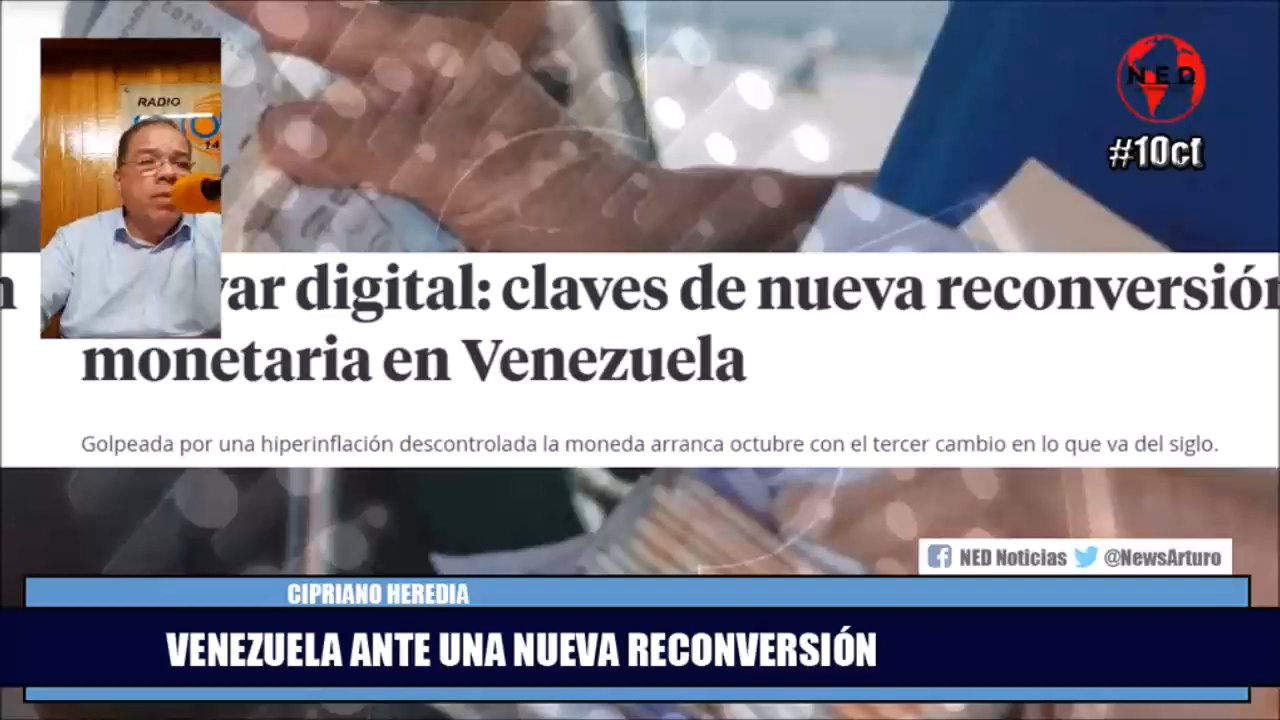 RADIO
14
N.E.D
#1Oct
var digital: claves de nueva reconversión
monetaria en Venezuela
Golpeada por una hiperinflación descontrolada la moneda arranca octubre con el tercer cambio en lo que va del siglo.
NED Noticias @NewsArturo
CIPRIANO HEREDIA
VENEZUELA ANTE UNA NUEVA RECONVERSIÓN